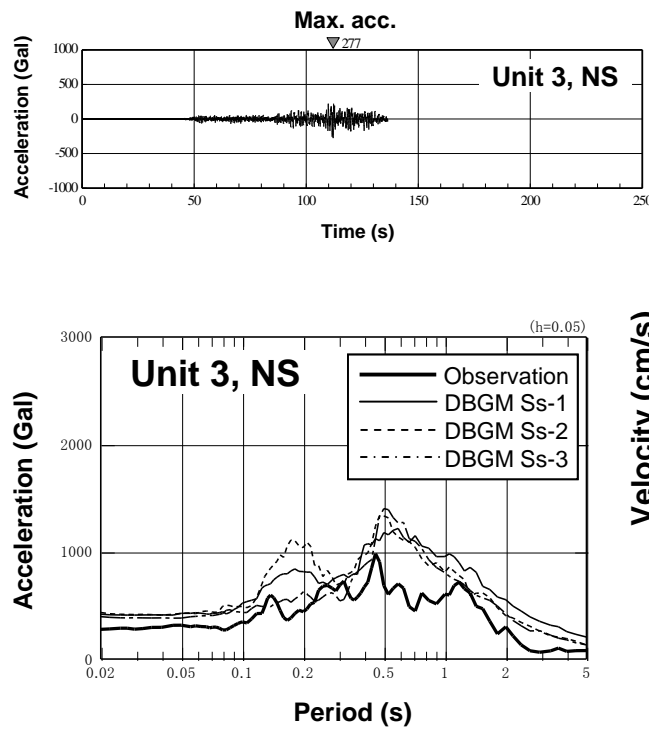 Max. acc.
277
Acceleration (Gal)
1000
500
0
-500
-1000
Unit 3, NS
0 50 100 150 200 250
Time (s)
(h=0.05)
Acceleration (Gal)
3000
2000
1000
0
Unit 3, NS
Observation
DBGM Ss-1
DBGM Ss-2
DBGM Ss-3
0.02 0.05 0.1 0.2 0.5 1 2 5
Period (s)
Velocity (cm/s)